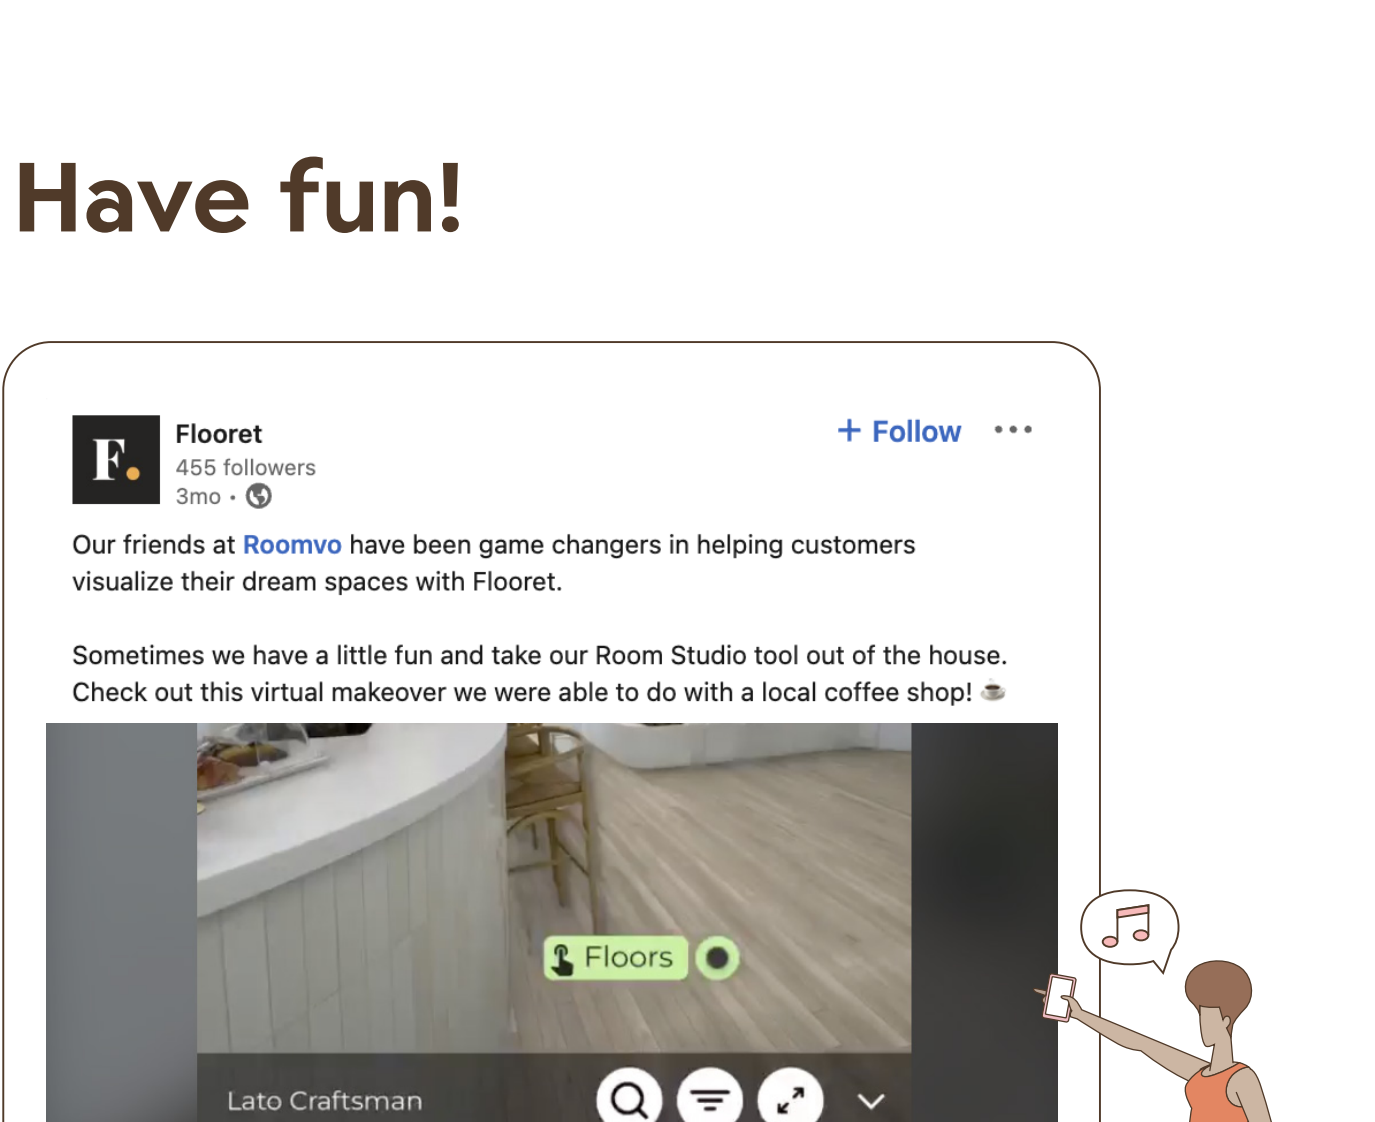 Have fun!
F.
Flooret
455 followers
3mo •
+ Follow •••
Our friends at Roomvo have been game changers in helping customers
visualize their dream spaces with Flooret.
Sometimes we have a little fun and take our Room Studio tool out of the house.
Check out this virtual makeover we were able to do with a local coffee shop! ☕
Floors
Lato Craftsman